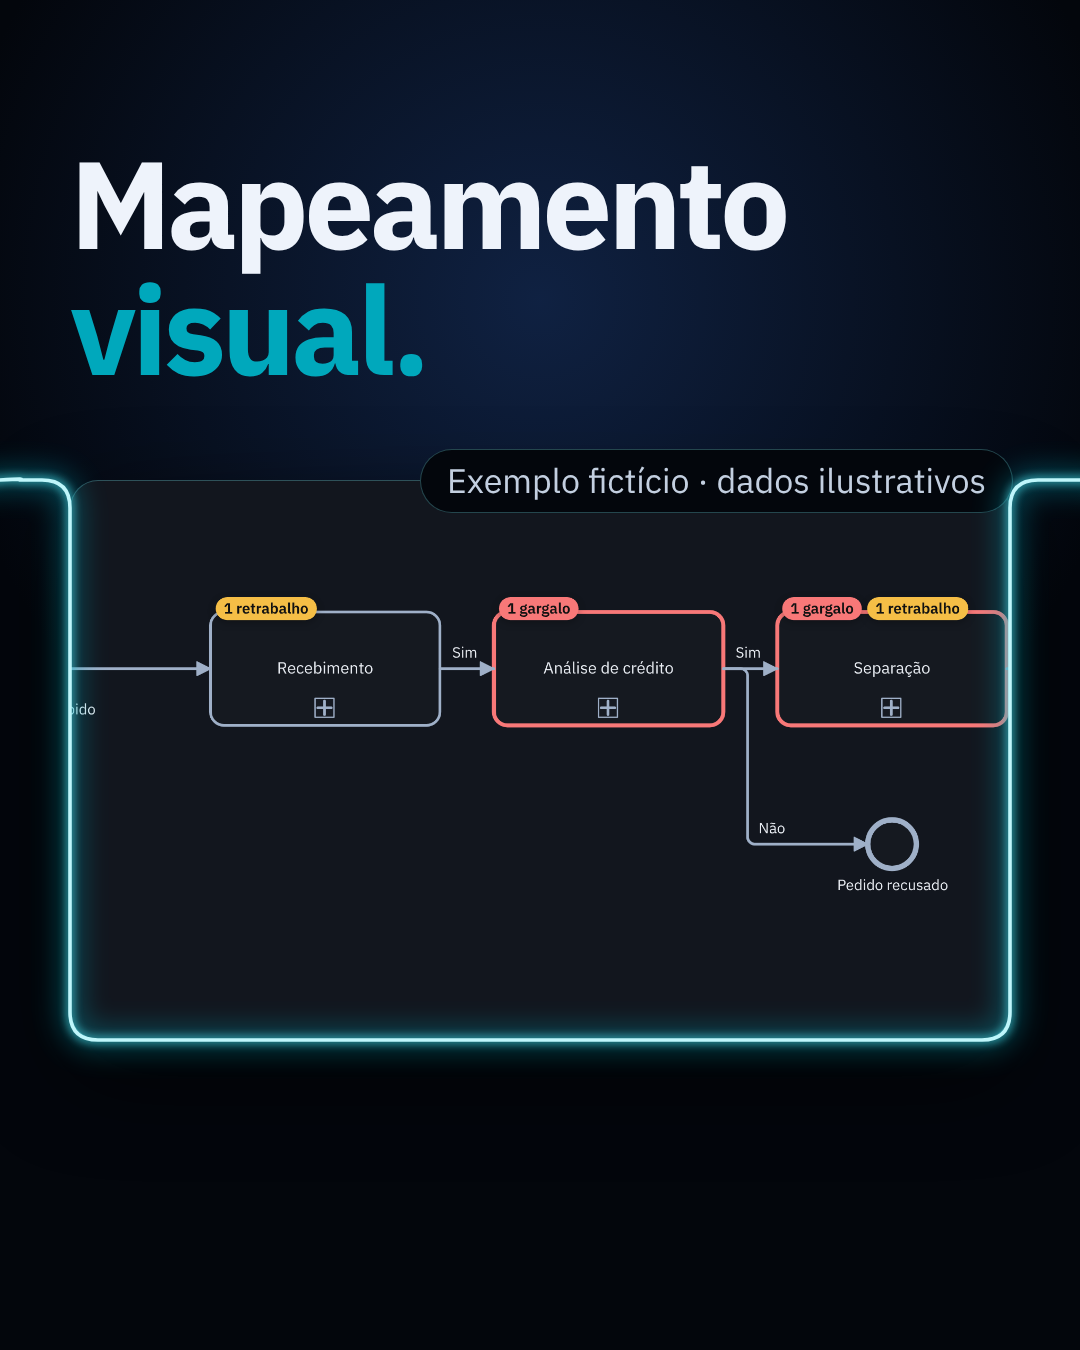 Mapeamento
visual.
Exemplo fictício · dados ilustrativos
1 retrabalho
1 gargalo
1 gargalo
1 retrabalho
Recebimento
Sim
Análise de crédito
Sim
Separação
Não
Pedido recusado